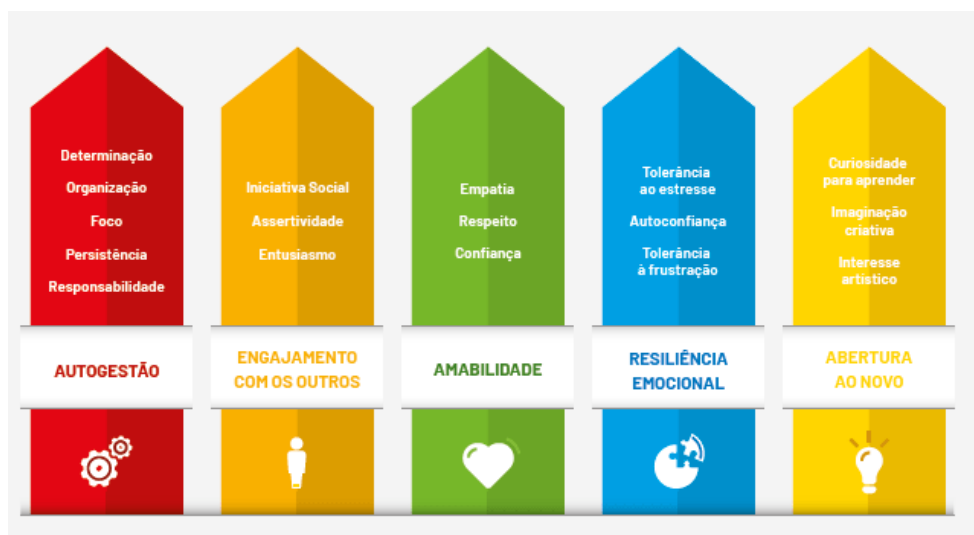 Determinação
Organização
Foco
Persistência
Responsabilidade
AUTOGESTÃO
Iniciativa Social
Assertividade
Entusiasmo
ENGAJAMENTO
COM OS OUTROS
Empatia
Respeito
Confiança
AMABILIDADE
Tolerância
ao estresse
Autoconfiança
Tolerância
à frustração
RESILIÊNCIA
EMOCIONAL
Curiosidade
para aprender
Imaginação
criativa
Interesse
artístico
ABERTURA
AO NOVO